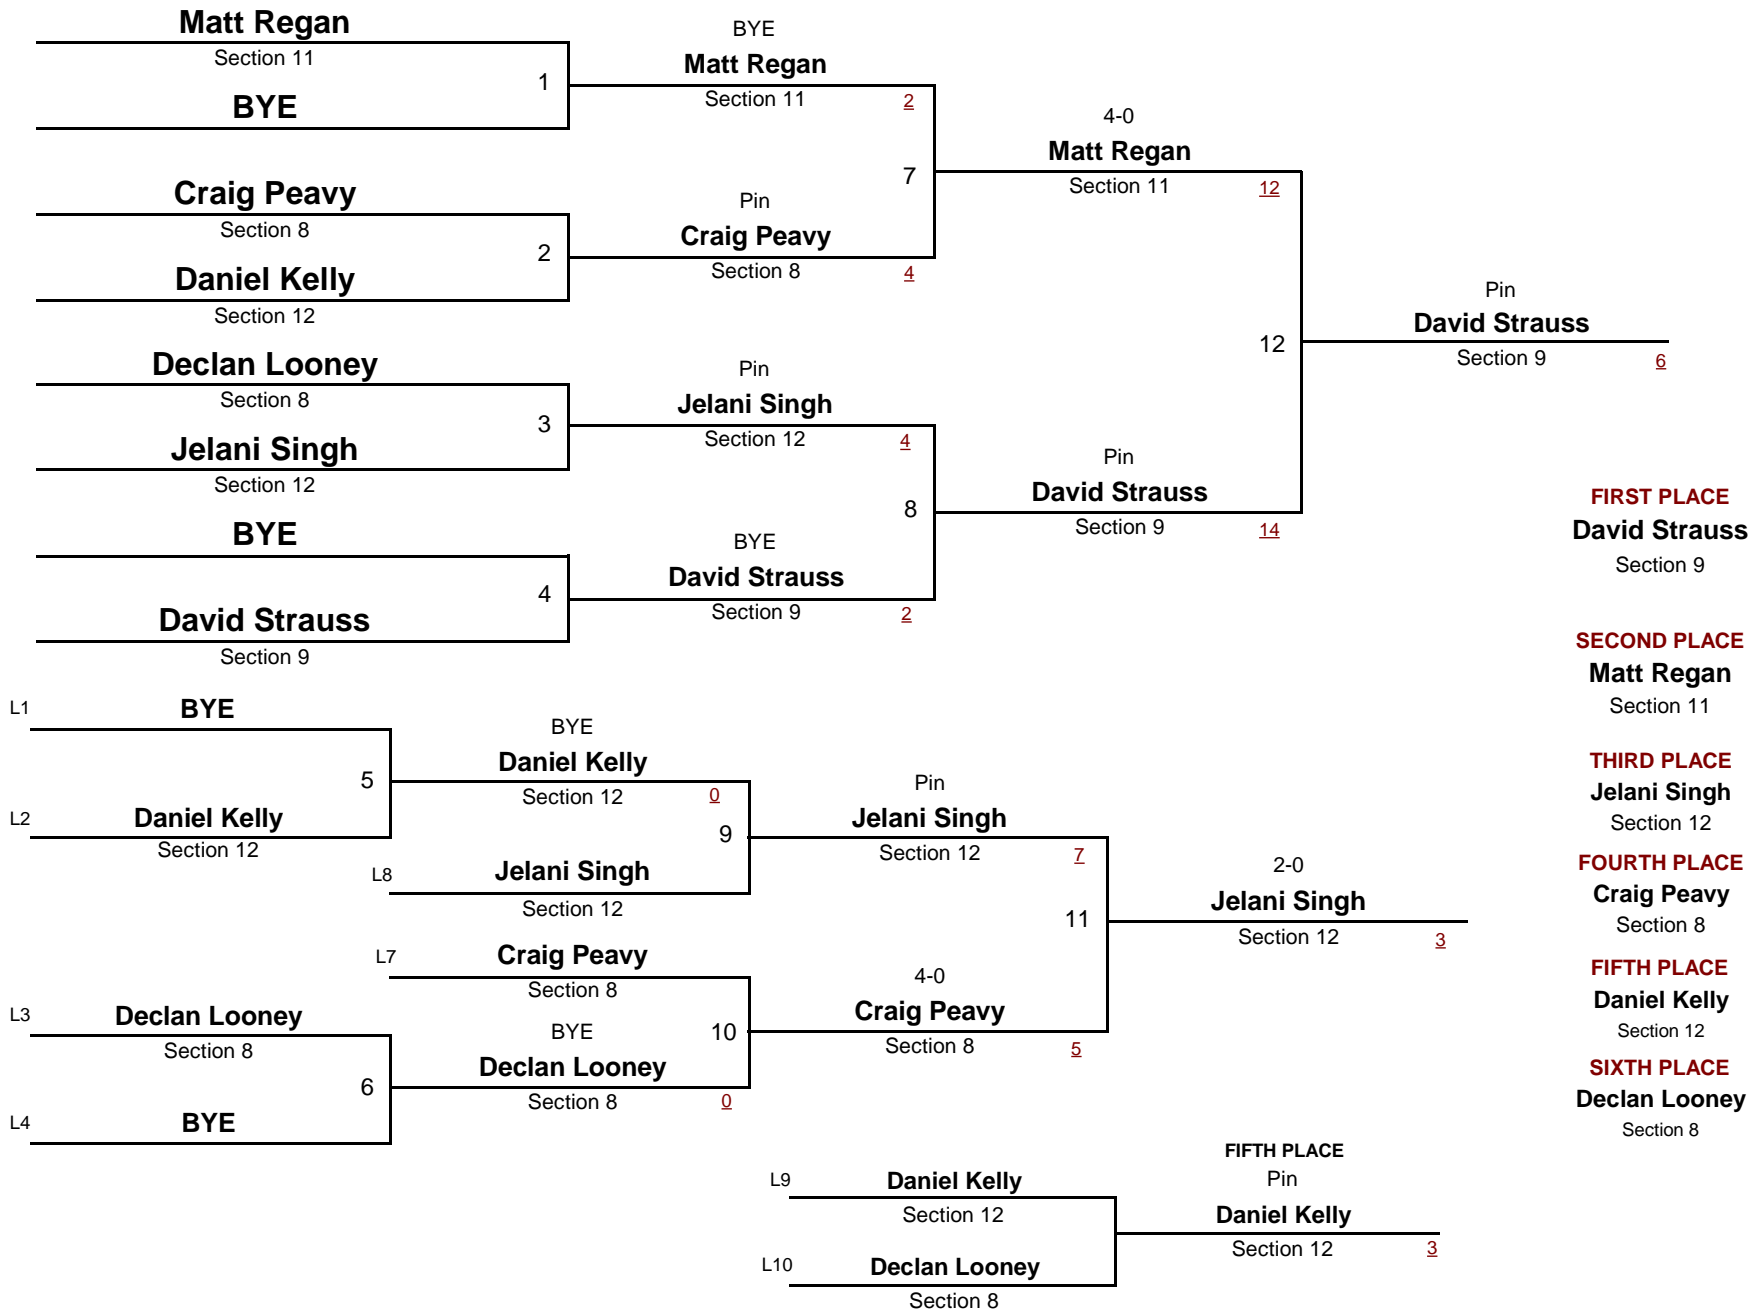 Matt Regan
Section 11
1
BYE
Craig Peavy
Section 8
2
Daniel Kelly
Section 12
Declan Looney
Section 8
3
Jelani Singh
Section 12
BYE
4
David Strauss
Section 9
BYE
Matt Regan
Section 11
2
7
Pin
Craig Peavy
Section 8
4
Pin
Jelani Singh
Section 12
4
8
BYE
David Strauss
Section 9
2
4-0
Matt Regan
Section 11
12
12
Pin
David Strauss
Section 9
14
Pin
David Strauss
Section 9
6
L1
BYE
5
L2
Daniel Kelly
Section 12
BYE
Daniel Kelly
Section 12
0
9
L8
Jelani Singh
Section 12
L7
Craig Peavy
Section 8
10
L3
Declan Looney
Section 8
6
L4
BYE
BYE
Declan Looney
Section 8
0
Pin
Jelani Singh
Section 12
7
11
4-0
Craig Peavy
Section 8
5
2-0
Jelani Singh
Section 12
3
L9
Daniel Kelly
Section 12
L10
Declan Looney
Section 8
FIFTH PLACE
Pin
Daniel Kelly
Section 12
3
FIRST PLACE
David Strauss
Section 9
SECOND PLACE
Matt Regan
Section 11
THIRD PLACE
Jelani Singh
Section 12
FOURTH PLACE
Craig Peavy
Section 8
FIFTH PLACE
Daniel Kelly
Section 12
SIXTH PLACE
Declan Looney
Section 8